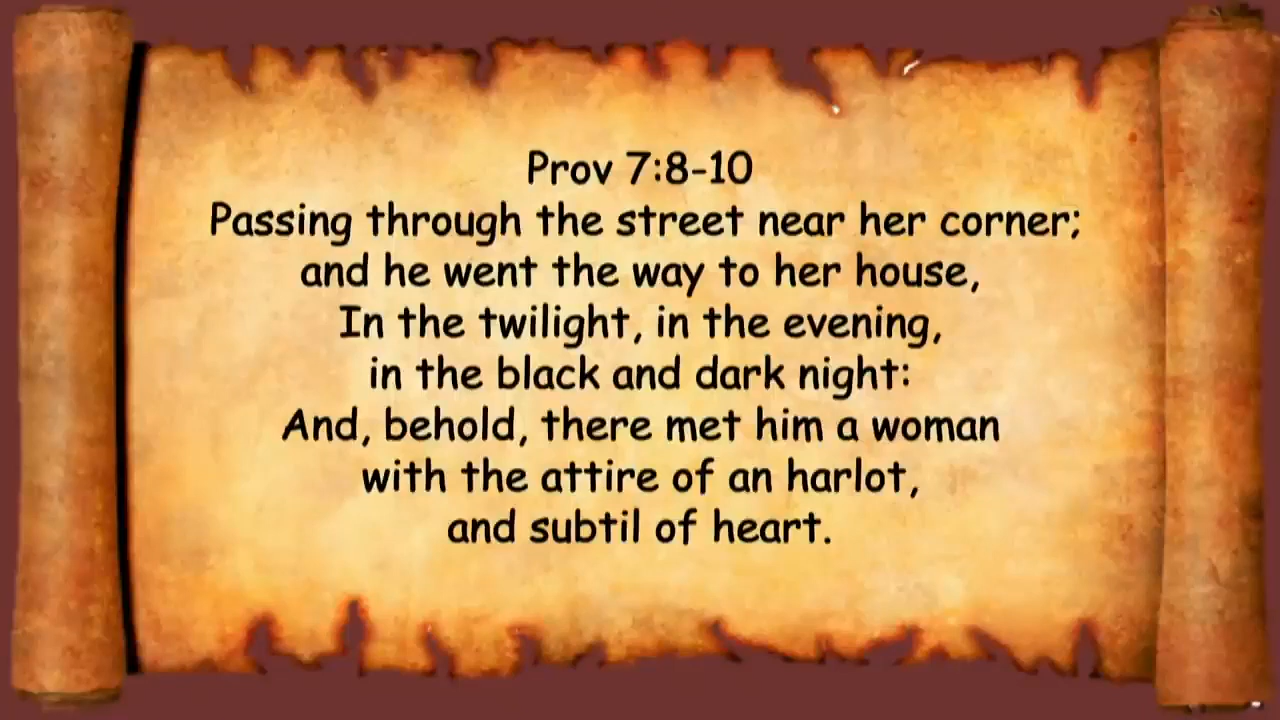 Prov 7:8-10
Passing through the street near her corner;
and he went the way to her house,
In the twilight, in the evening,
in the black and dark night:
And, behold, there met him a woman
with the attire of an harlot,
and subtil of heart.